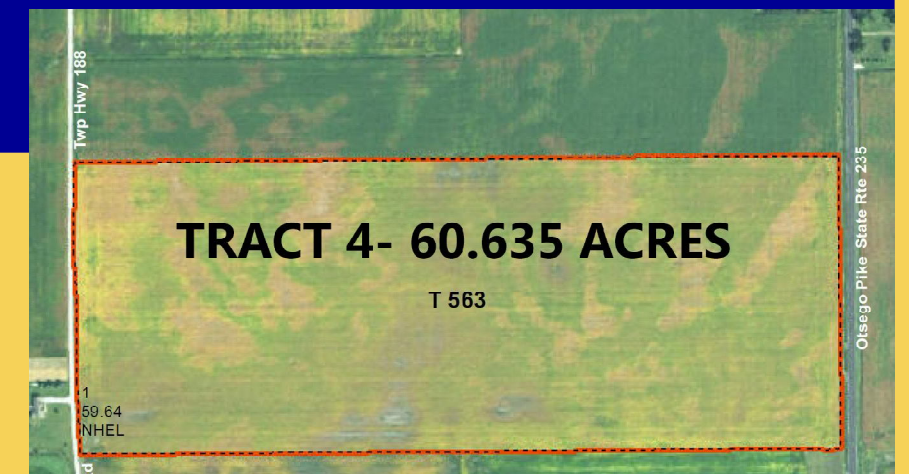 Twp Hwy 188
Otsego Pike State Rte 235
TRACT 4- 60.635 ACRES
T 563
1
59.64
NHEL
d